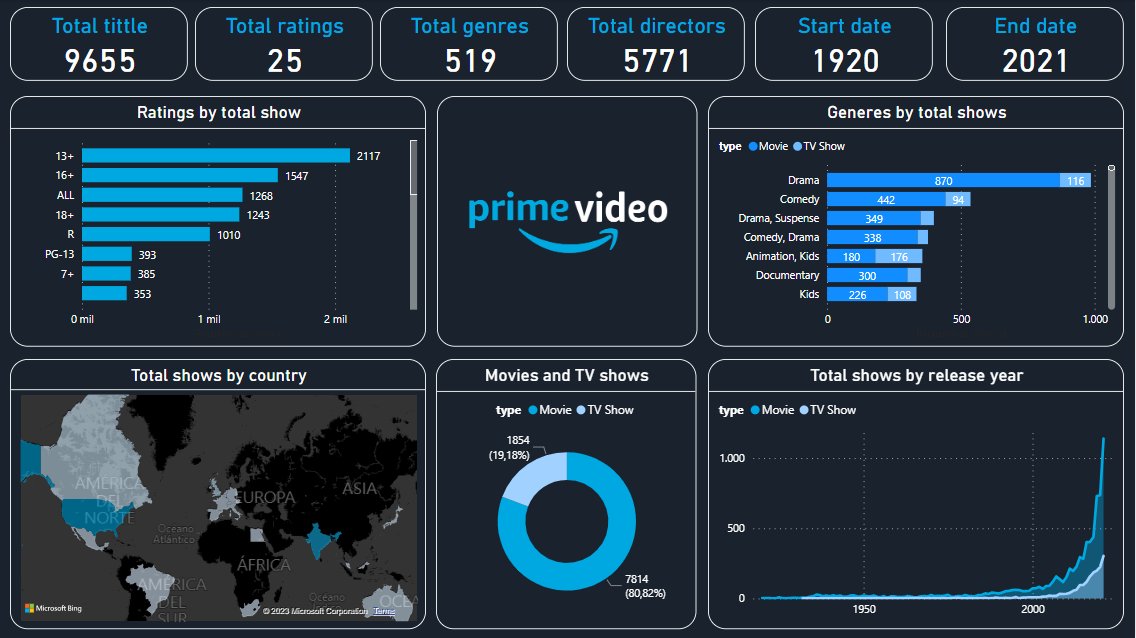 Total tittle
9655
Total ratings
25
Total genres
519
Total directors
5771
Start date
1920
End date
2021
Ratings by total show
13+ 2117
16+ 1547
ALL 1268
18+ 1243
R 1010
PG-13 393
7+ 385
353
0 mil 1 mil 2 mil
prime video
Generes by total shows
type Movie TV Show
Drama 870 116
Comedy 442 94
Drama, Suspense 349
Comedy, Drama 338
Animation, Kids 180 176
Documentary 300
Kids 226 108
0 500 1.000
Total shows by country
AMÉRICA
DEL
NORTE
EUROPA
ASIA
Océano
Atlántico
ÁFRICA
AMÉRICA
DEL
SUR
Océano
OCEA
Microsoft Bing
© 2023 Microsoft Corporation Terms
Movies and TV shows
type Movie TV Show
1854
(19,18%)
7814
(80,82%)
Total shows by release year
type Movie TV Show
1.000
500
0
1950 2000